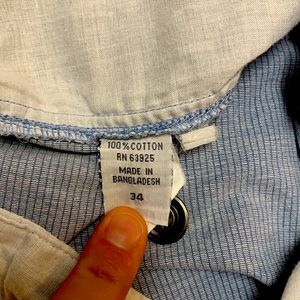 100% COTTON
RN 63925
MADE IN
BANGLADESH
34